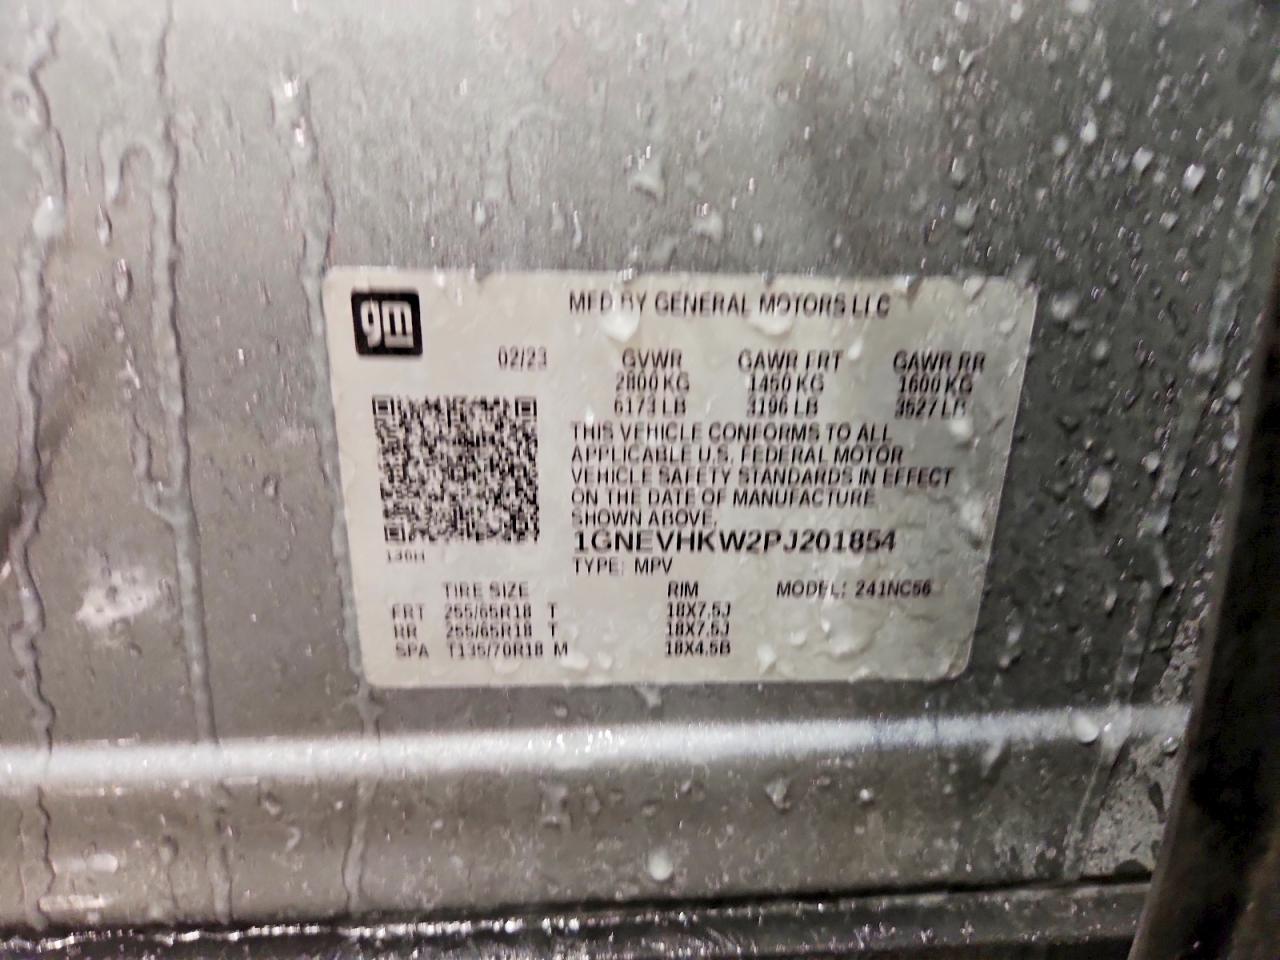 gm
MFD BY GENERAL MOTORS LLC
02/23 GVWR GAWR FRT GAWR RR
2800 KG 1450 KG 1600 KG
6173 LB 3196 LB 3527 LB
THIS VEHICLE CONFORMS TO ALL
APPLICABLE U.S. FEDERAL MOTOR
VEHICLE SAFETY STANDARDS IN EFFECT
ON THE DATE OF MANUFACTURE
SHOWN ABOVE.
1GNEVHKW2PJ201854
TYPE: MPV
TIRE SIZE RIM MODEL: 241NC56
FRT 255/65R18 T 18X7.5J
RR 255/65R18 T 18X7.5J
SPA T135/70R18 M 18X4.5B